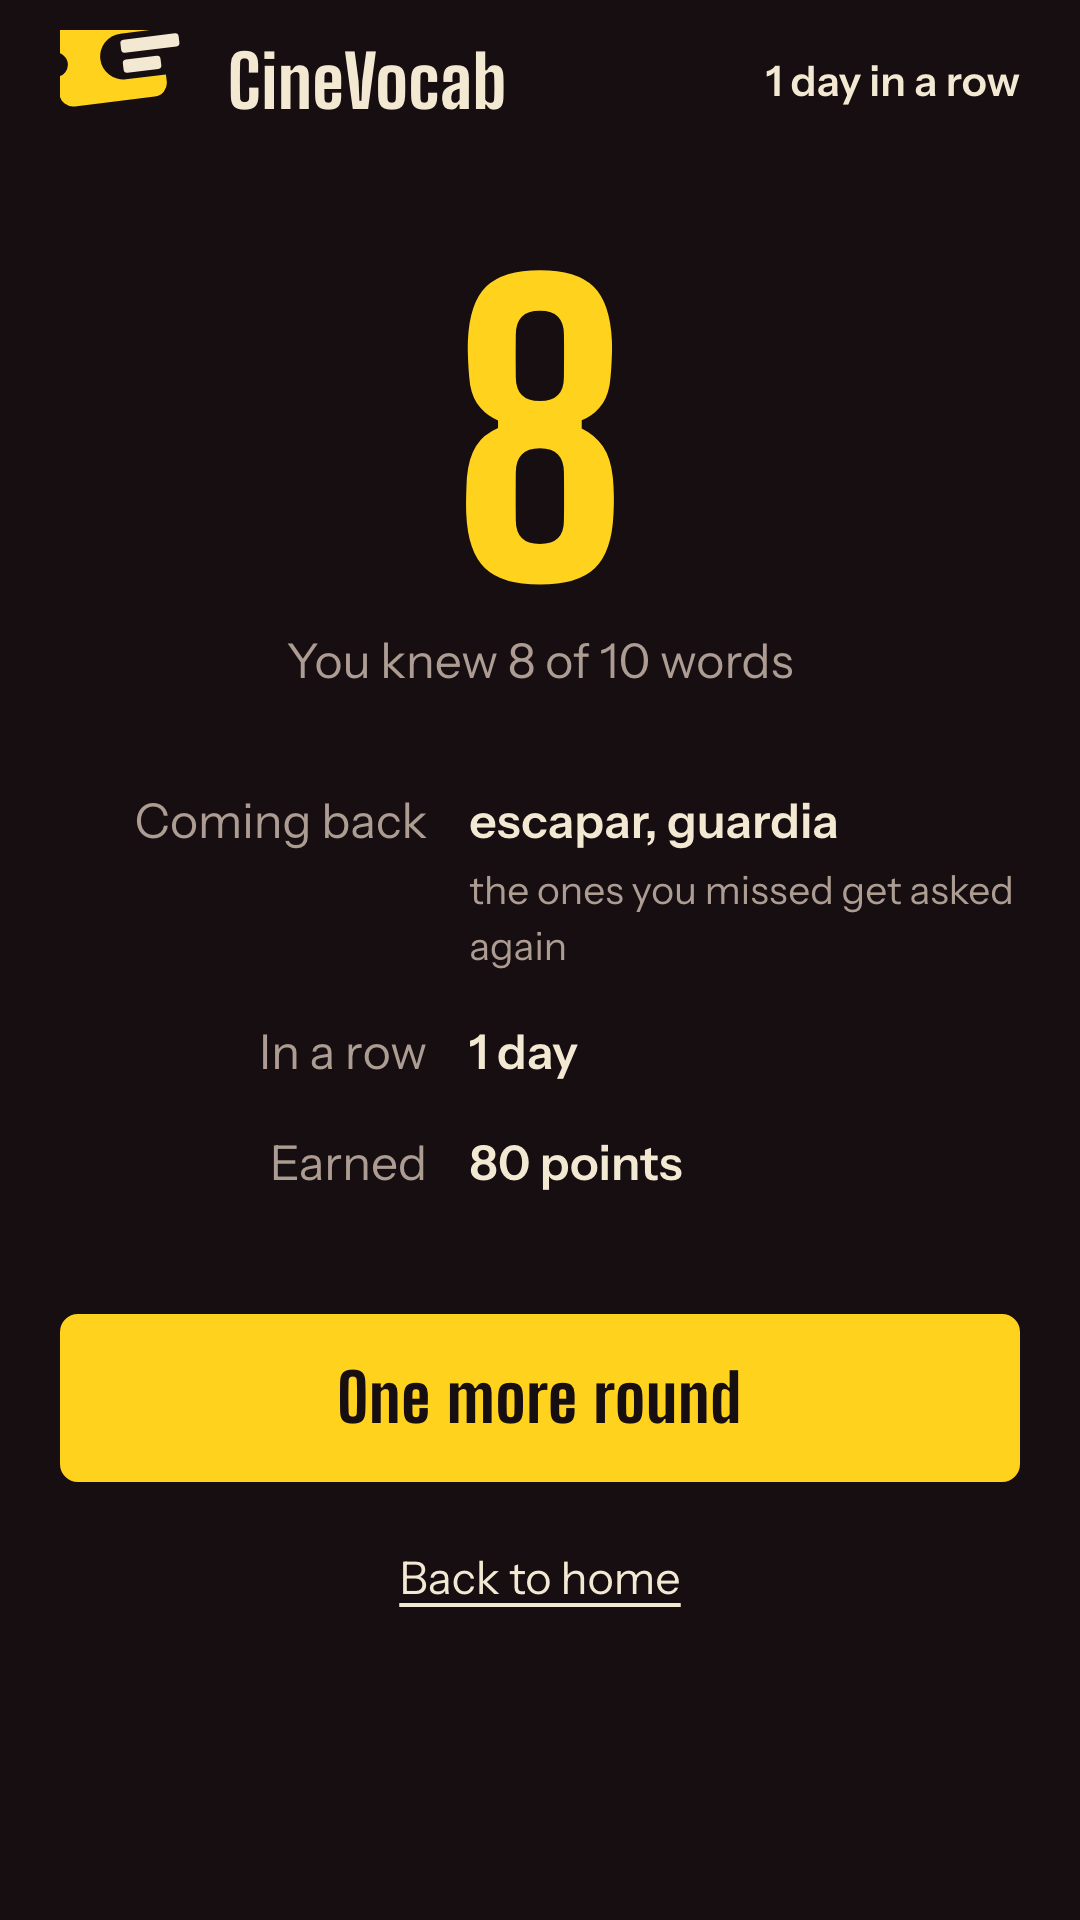 CineVocab
1 day in a row
8
You knew 8 of 10 words
Coming back
escapar, guardia
the ones you missed get asked
again
In a row
1 day
Earned
80 points
One more round
Back to home